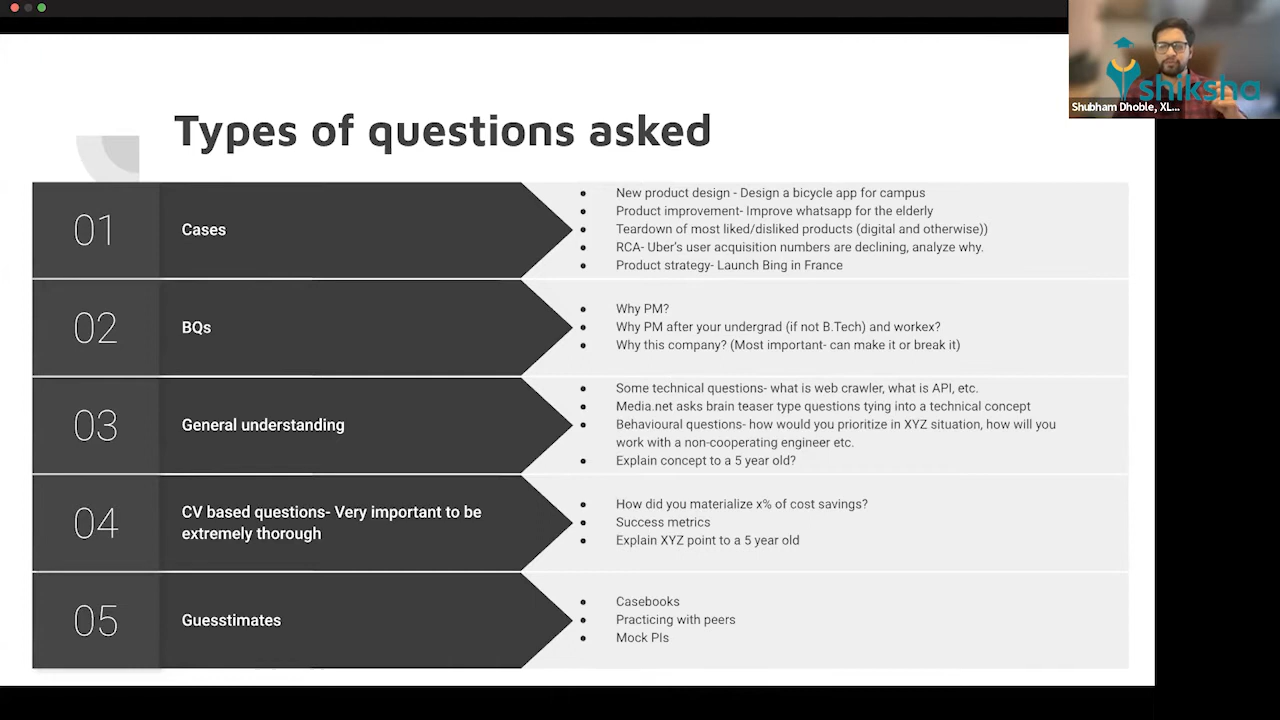 shiksha
Shubham Dhoble, XL...
Types of questions asked
01
Cases
New product design - Design a bicycle app for campus
Product improvement- Improve whatsapp for the elderly
Teardown of most liked/disliked products (digital and otherwise))
RCA- Uber's user acquisition numbers are declining, analyze why.
Product strategy- Launch Bing in France
02
BQs
Why PM?
Why PM after your undergrad (if not B.Tech) and workex?
Why this company? (Most important- can make it or break it)
03
General understanding
Some technical questions- what is web crawler, what is API, etc.
Media.net asks brain teaser type questions tying into a technical concept
Behavioural questions- how would you prioritize in XYZ situation, how will you
work with a non-cooperating engineer etc.
Explain concept to a 5 year old?
04
CV based questions- Very important to be
extremely thorough
How did you materialize x% of cost savings?
Success metrics
Explain XYZ point to a 5 year old
05
Guesstimates
Casebooks
Practicing with peers
Mock PIs